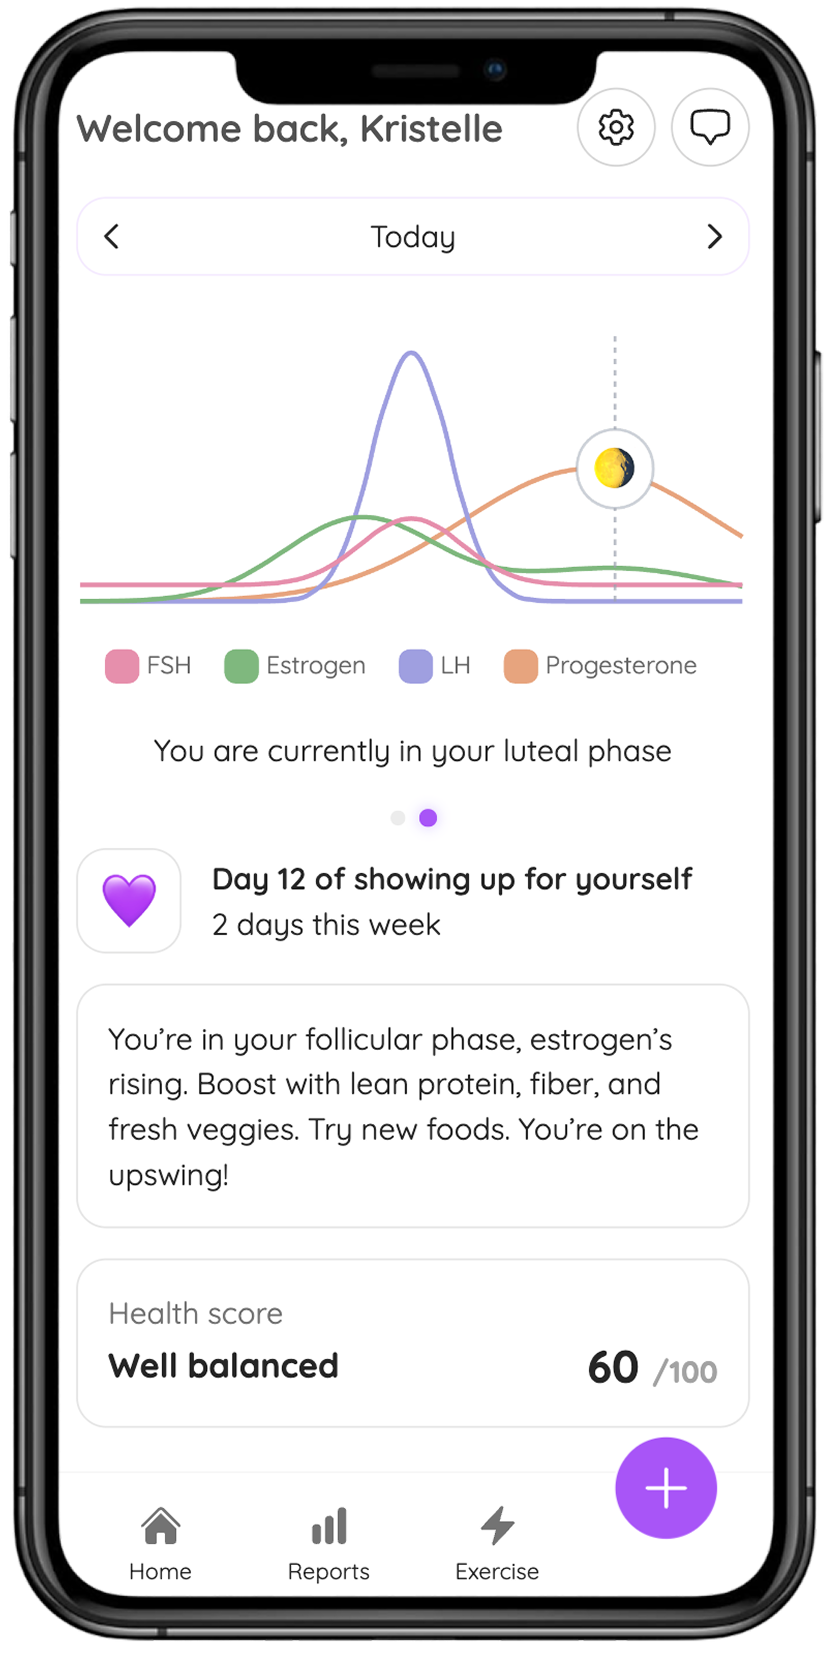 Welcome back, Kristelle
Today
FSH Estrogen LH Progesterone
You are currently in your luteal phase
Day 12 of showing up for yourself
2 days this week
You’re in your follicular phase, estrogen’s
rising. Boost with lean protein, fiber, and
fresh veggies. Try new foods. You’re on the
upswing!
Health score
Well balanced 60 /100
Home Reports Exercise